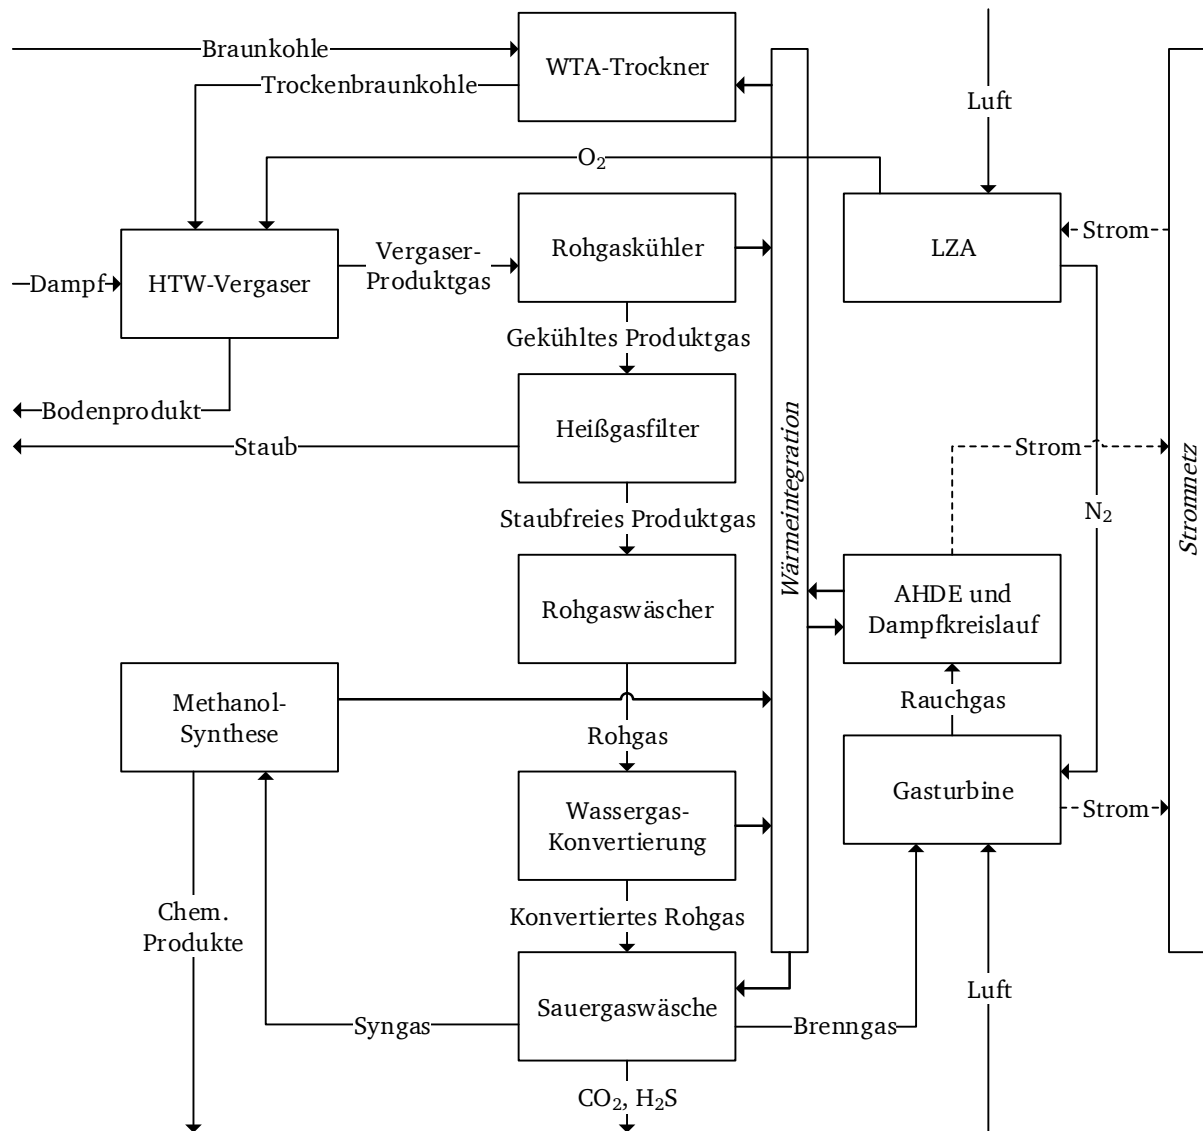 Braunkohle
WTA-Trockner
Trockenbraunkohle
Luft
O₂
Vergaser-
Produktgas
Rohgaskühler
LZA
Strom
Dampf
HTW-Vergaser
Gekühltes Produktgas
Bodenprodukt
Heißgasfilter
Staub
Strom
Wärmeintegration
Stromnetz
Staubfreies Produktgas
N₂
Rohgaswäscher
AHDE und
Dampfkreislauf
Methanol-
Synthese
Rauchgas
Rohgas
Wassergas-
Konvertierung
Gasturbine
Strom
Chem.
Produkte
Konvertiertes Rohgas
Sauergaswäsche
Luft
Syngas
Brenngas
CO₂, H₂S